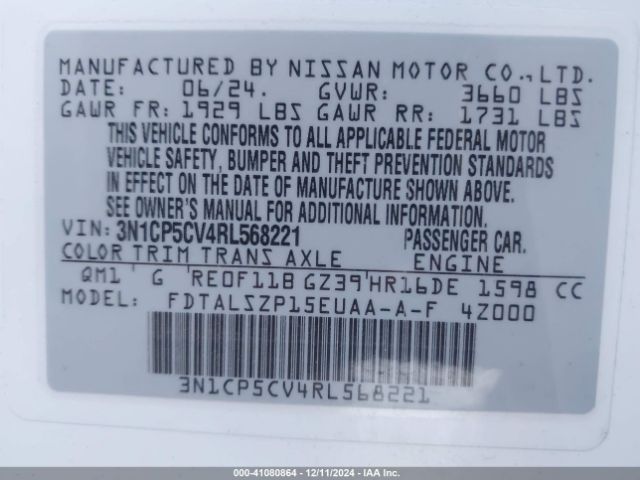 MANUFACTURED BY NISSAN MOTOR CO., LTD.
DATE: 06/24. GVWR: 3660 LBS
GAWR FR: 1929 LBS GAWR RR: 1731 LBS
THIS VEHICLE CONFORMS TO ALL APPLICABLE FEDERAL MOTOR
VEHICLE SAFETY, BUMPER AND THEFT PREVENTION STANDARDS
IN EFFECT ON THE DATE OF MANUFACTURE SHOWN ABOVE.
SEE OWNER'S MANUAL FOR ADDITIONAL INFORMATION.
VIN: 3N1CP5CV4RL568221 PASSENGER CAR.
COLOR TRIM TRANS AXLE ENGINE
QM1 G RE0F11B GZ39 HR16DE 1598 CC
MODEL: FDTALSZP15EUAA-A-F 4Z000
3N1CP5CV4RL568221
000-41080864 - 12/11/2024 - IAA Inc.